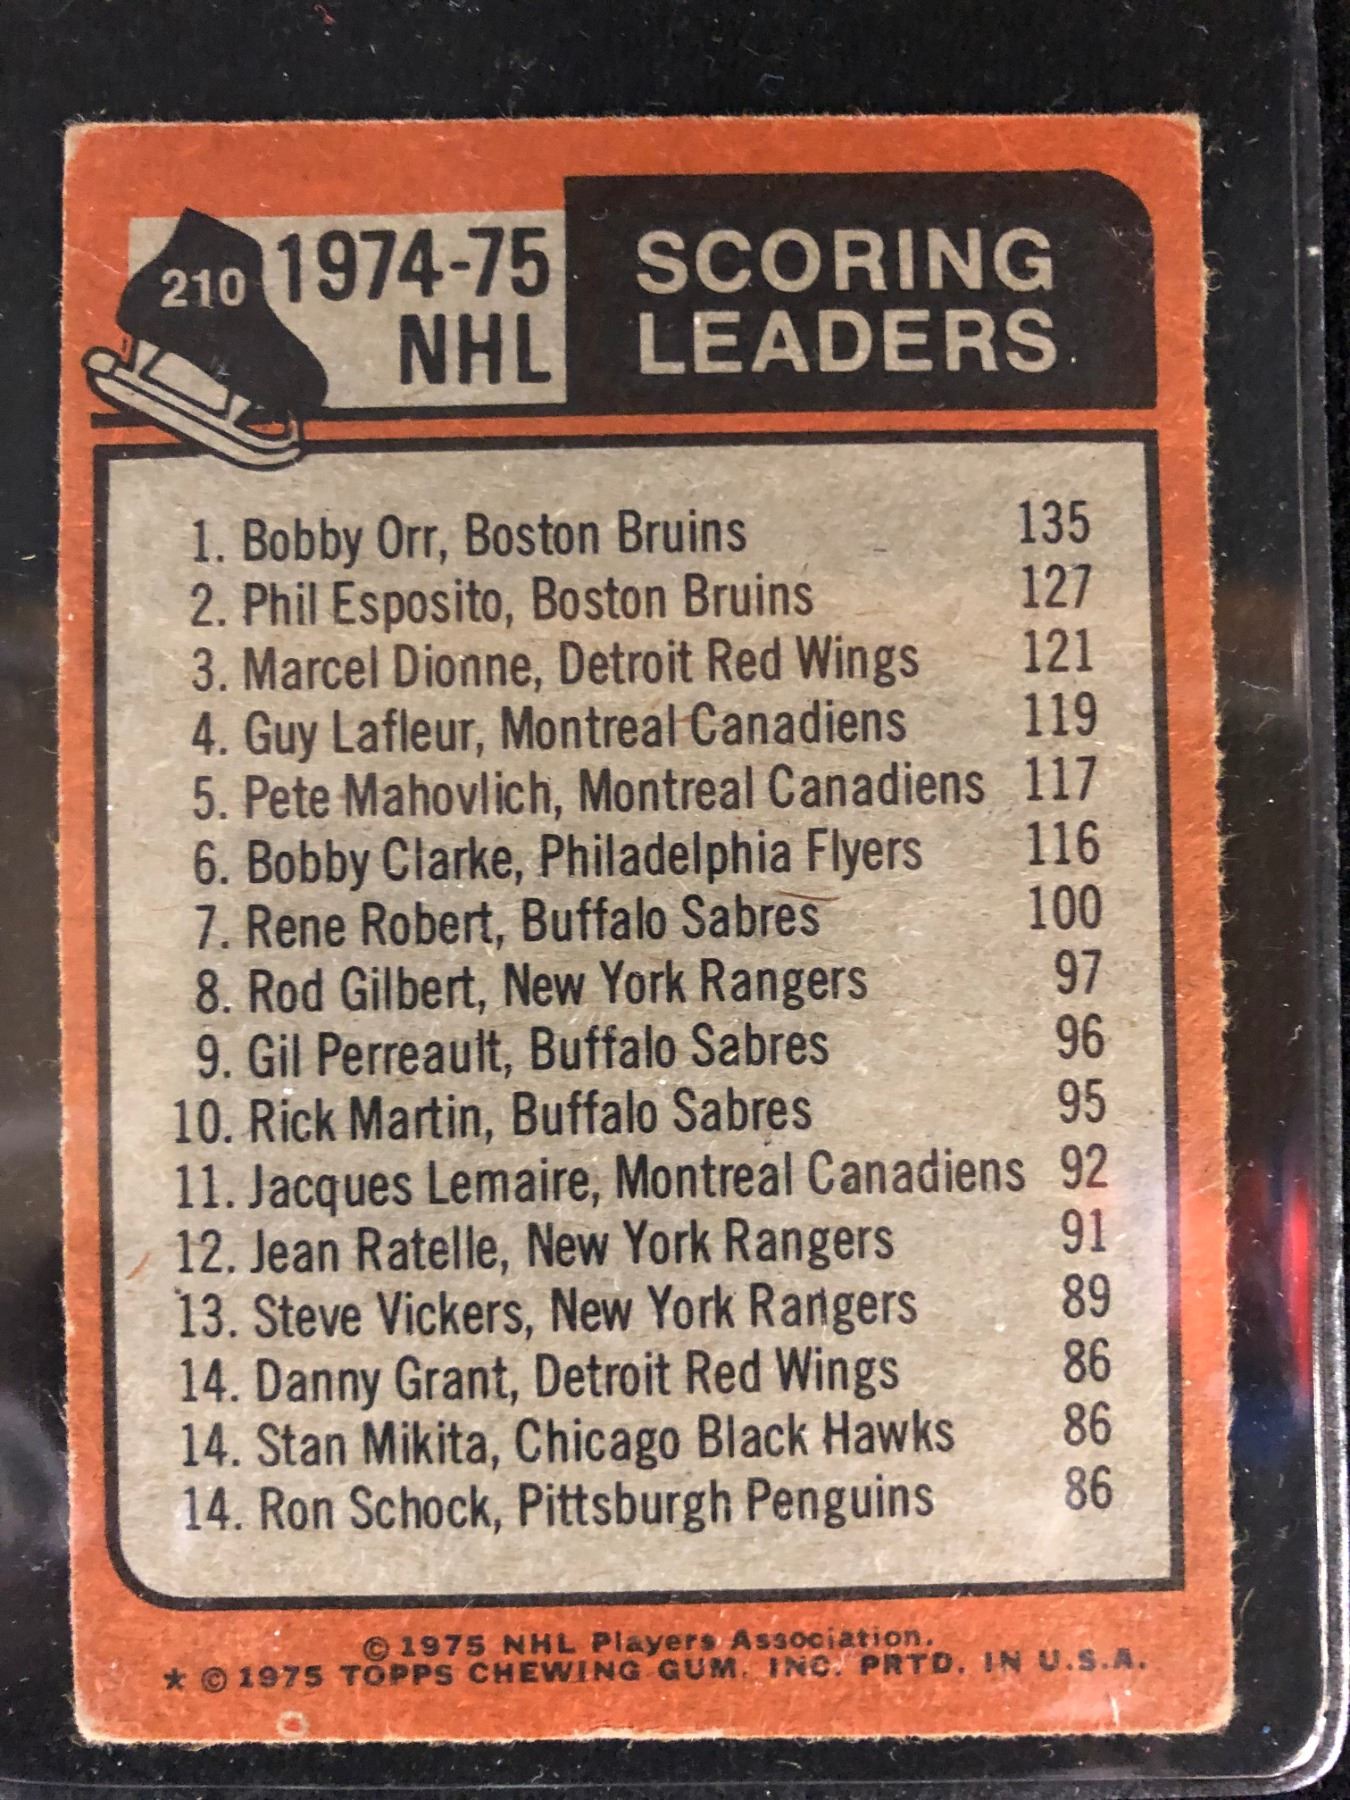 210 1974-75 NHL
SCORING LEADERS
1. Bobby Orr, Boston Bruins 135
2. Phil Esposito, Boston Bruins 127
3. Marcel Dionne, Detroit Red Wings 121
4. Guy Lafleur, Montreal Canadiens 119
5. Pete Mahovlich, Montreal Canadiens 117
6. Bobby Clarke, Philadelphia Flyers 116
7. Rene Robert, Buffalo Sabres 100
8. Rod Gilbert, New York Rangers 97
9. Gil Perreault, Buffalo Sabres 96
10. Rick Martin, Buffalo Sabres 95
11. Jacques Lemaire, Montreal Canadiens 92
12. Jean Ratelle, New York Rangers 91
13. Steve Vickers, New York Rangers 89
14. Danny Grant, Detroit Red Wings 86
14. Stan Mikita, Chicago Black Hawks 86
14. Ron Schock, Pittsburgh Penguins 86
© 1975 NHL Players Association.
★ © 1975 TOPPS CHEWING GUM, INC. PRTD. IN U.S.A.